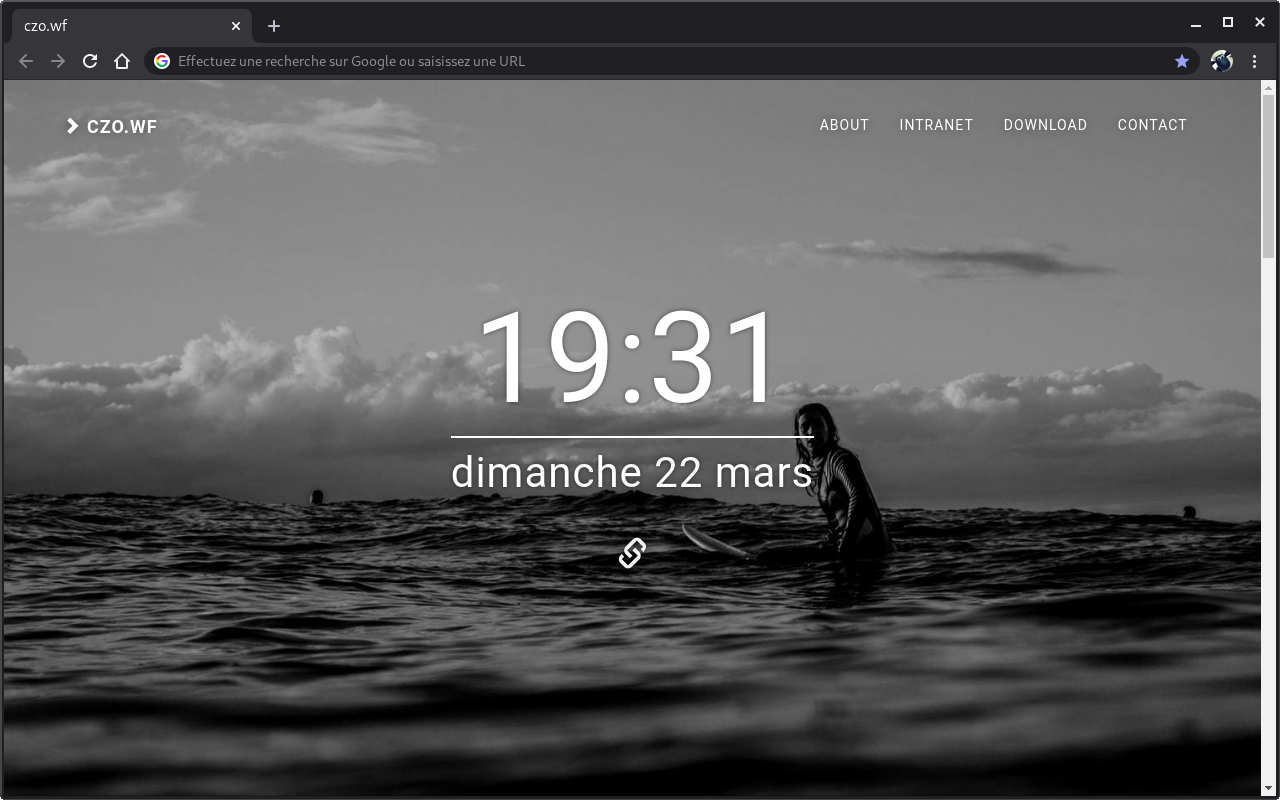 czo.wf
Effectuez une recherche sur Google ou saisissez une URL
CZO.WF
ABOUT INTRANET DOWNLOAD CONTACT
19:31
dimanche 22 mars